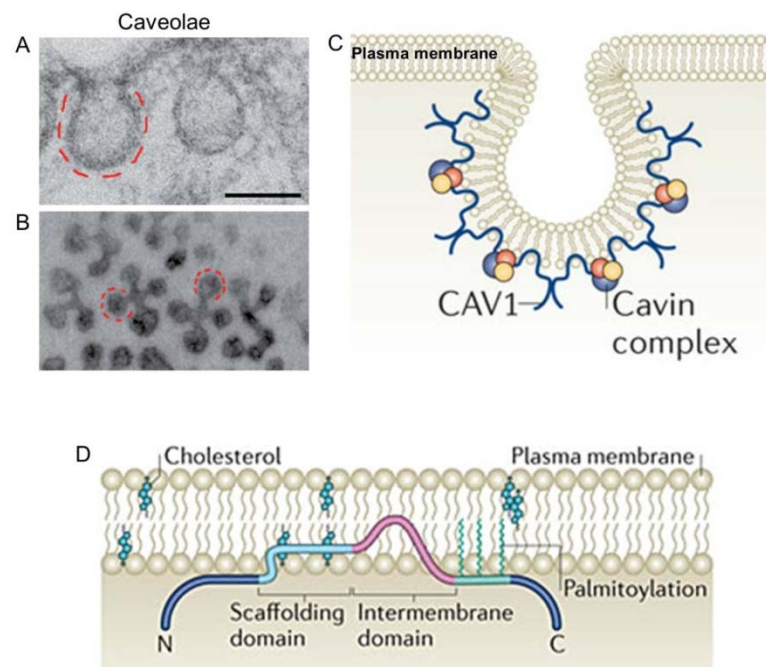 Caveolae
A
B
C
Plasma membrane
CAV1
Cavin
complex
D
Cholesterol
Plasma membrane
Palmitoylation
Scaffolding
domain
Intermembrane
domain
N
C